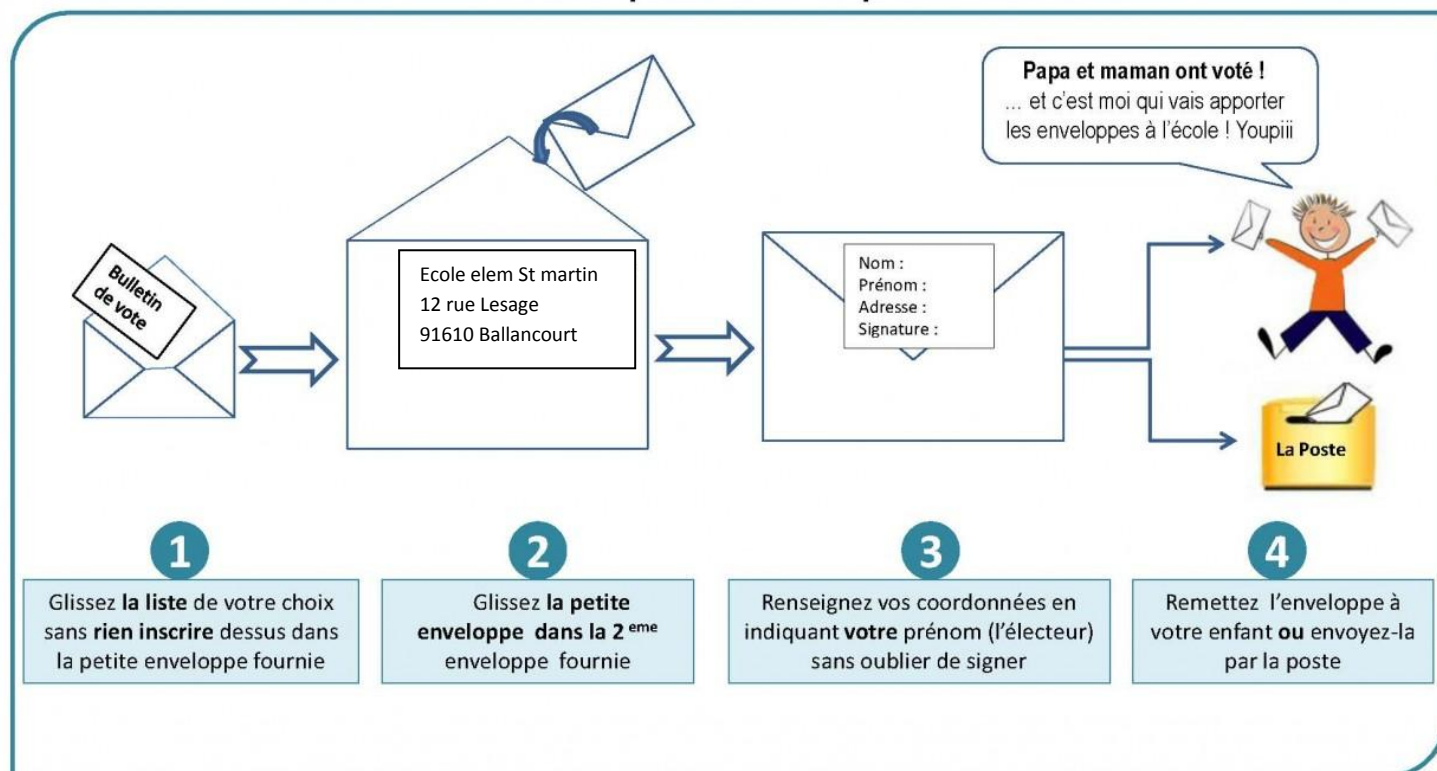 Papa et maman ont voté !
... et c'est moi qui vais apporter
les enveloppes à l'école ! Youpiii
Bulletin
de vote
Ecole elem St martin
12 rue Lesage
91610 Ballancourt
Nom :
Prénom :
Adresse :
Signature :
La Poste
1
Glissez la liste de votre choix
sans rien inscrire dessus dans
la petite enveloppe fournie
2
Glissez la petite
enveloppe dans la 2 eme
enveloppe fournie
3
Renseignez vos coordonnées en
indiquant votre prénom (l'électeur)
sans oublier de signer
4
Remettez l'enveloppe à
votre enfant ou envoyez-la
par la poste